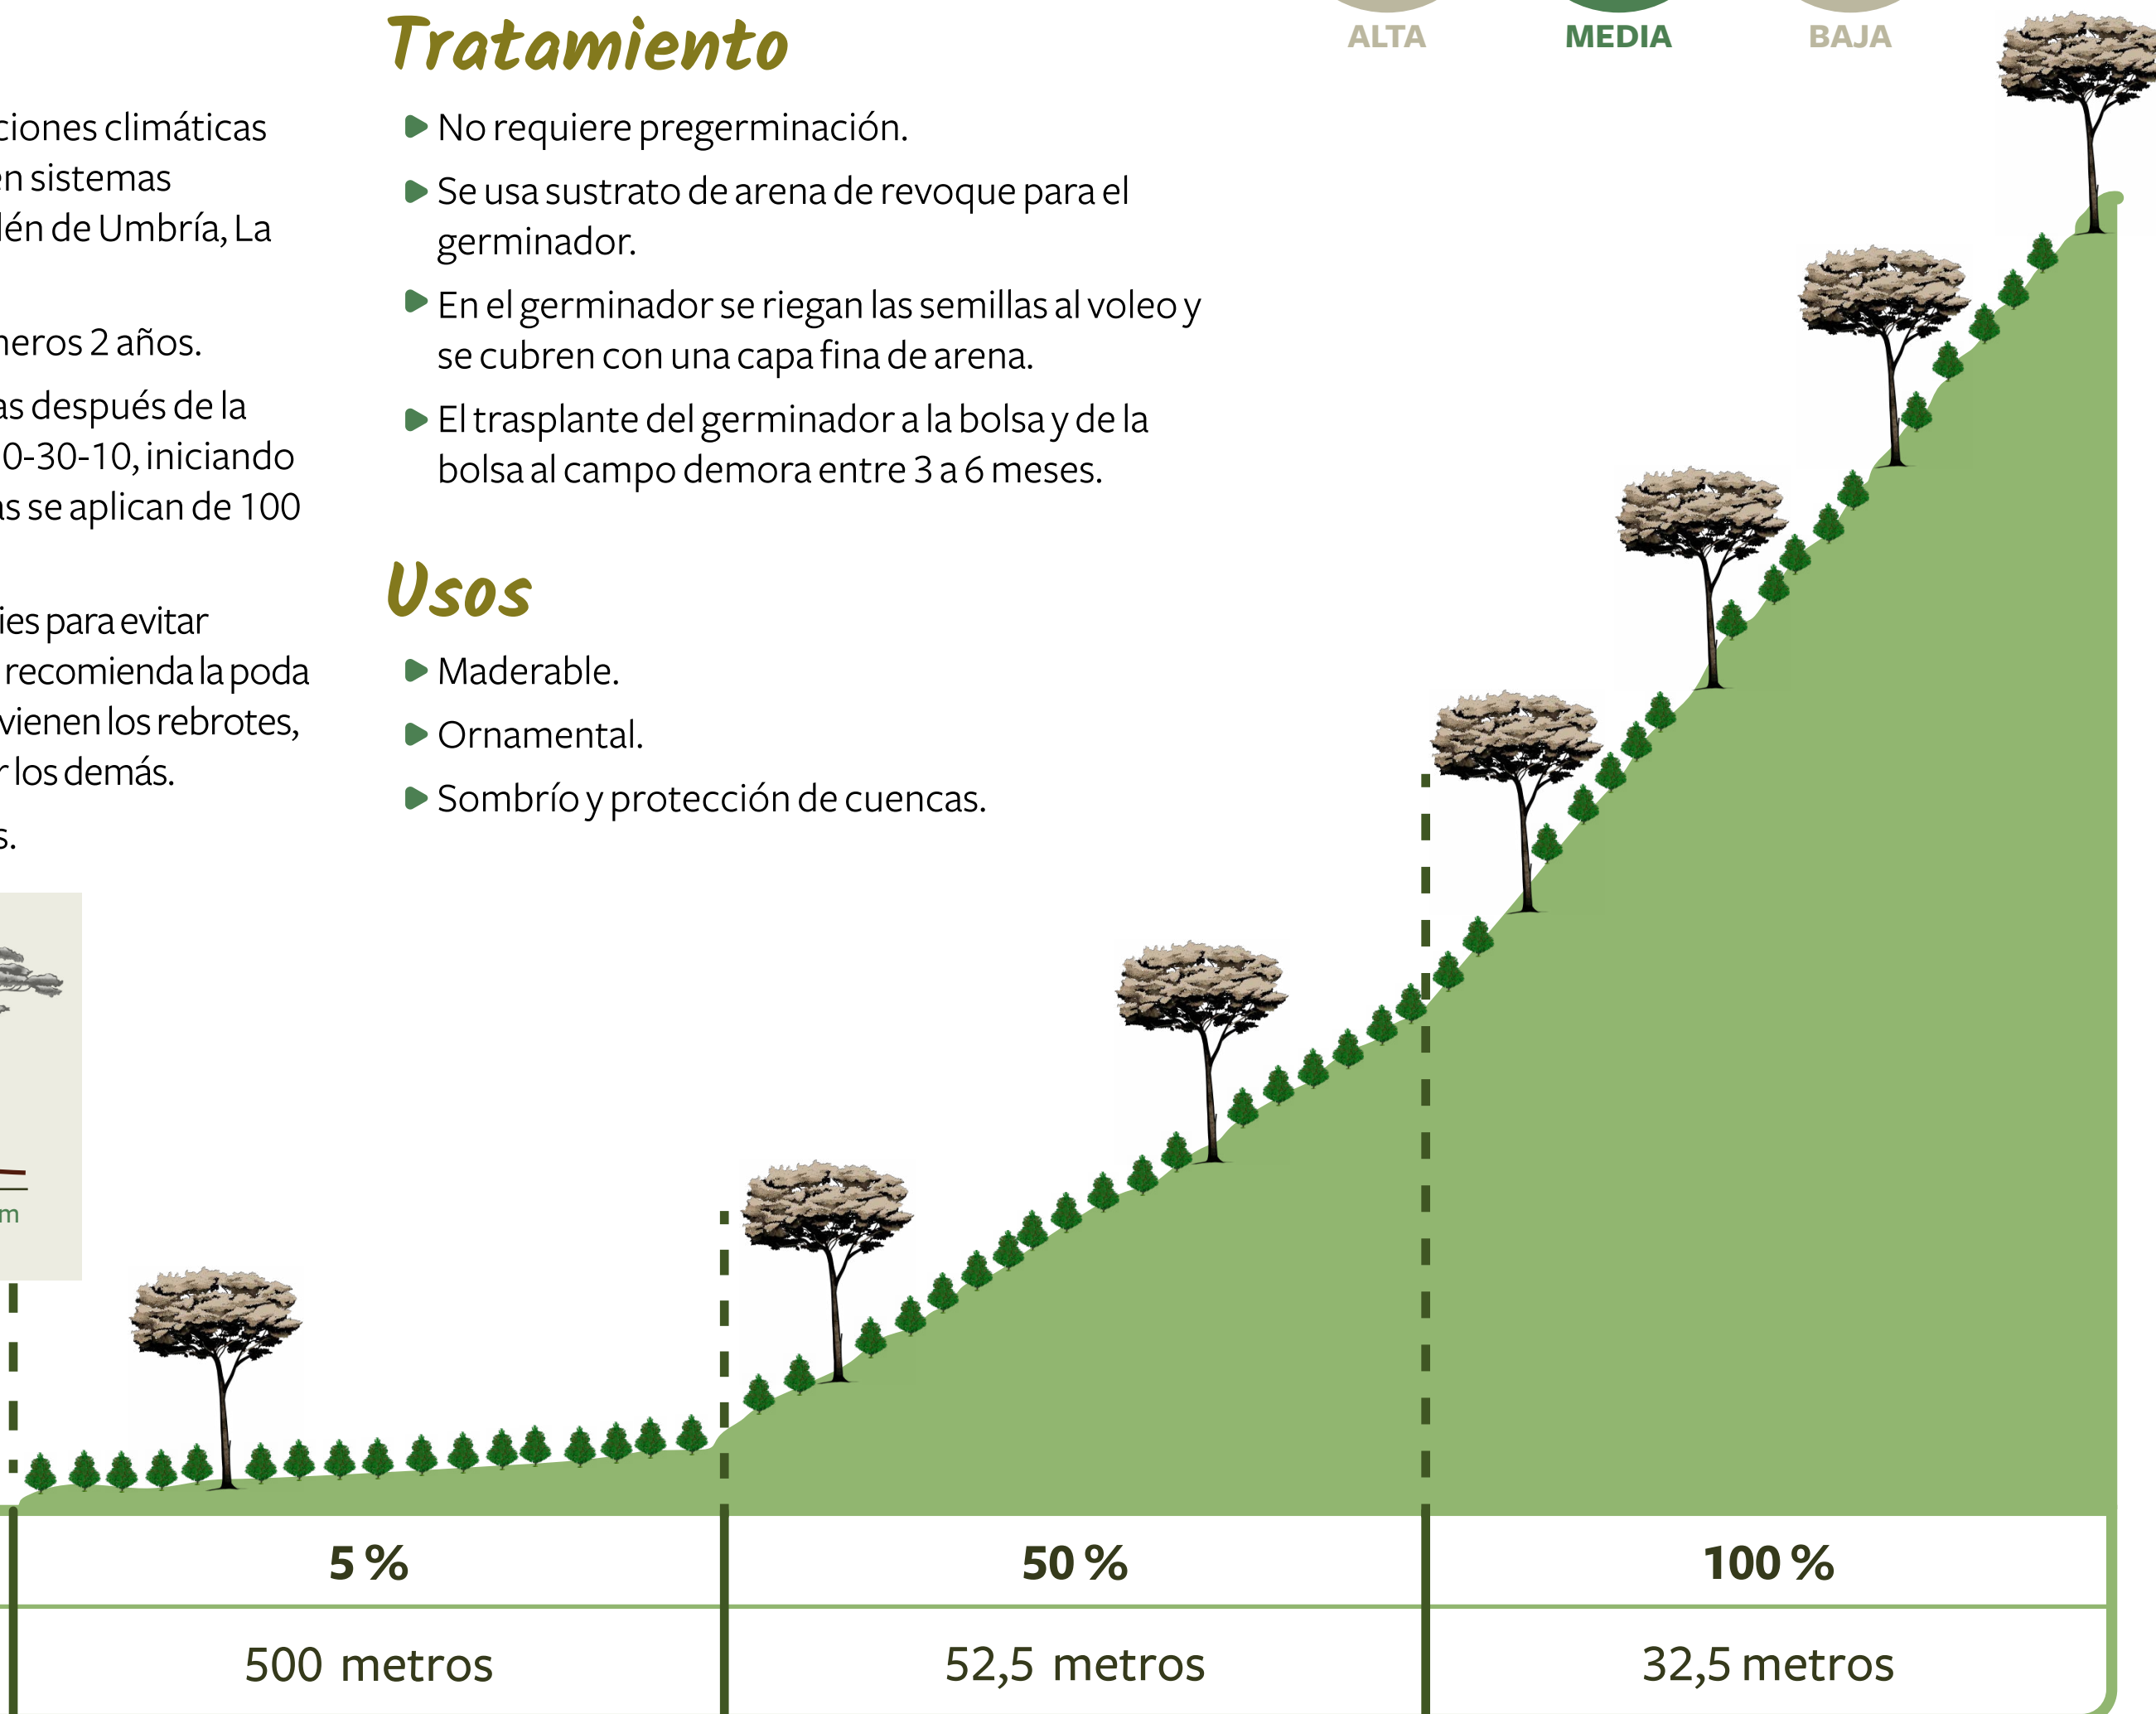 ciones climáticas
en sistemas
lén de Umbría, La
neros 2 años.
as después de la
0-30-10, iniciando
as se aplican de 100
ies para evitar
recomienda la poda
vienen los rebrotes,
r los demás.
s.
m
Tratamiento
No requiere pregerminación.
Se usa sustrato de arena de revoque para el
germinador.
En el germinador se riegan las semillas al voleo y
se cubren con una capa fina de arena.
El trasplante del germinador a la bolsa y de la
bolsa al campo demora entre 3 a 6 meses.
Usos
Maderable.
Ornamental.
Sombrío y protección de cuencas.
ALTA MEDIA BAJA
5 % 50 % 100 %
500 metros 52,5 metros 32,5 metros